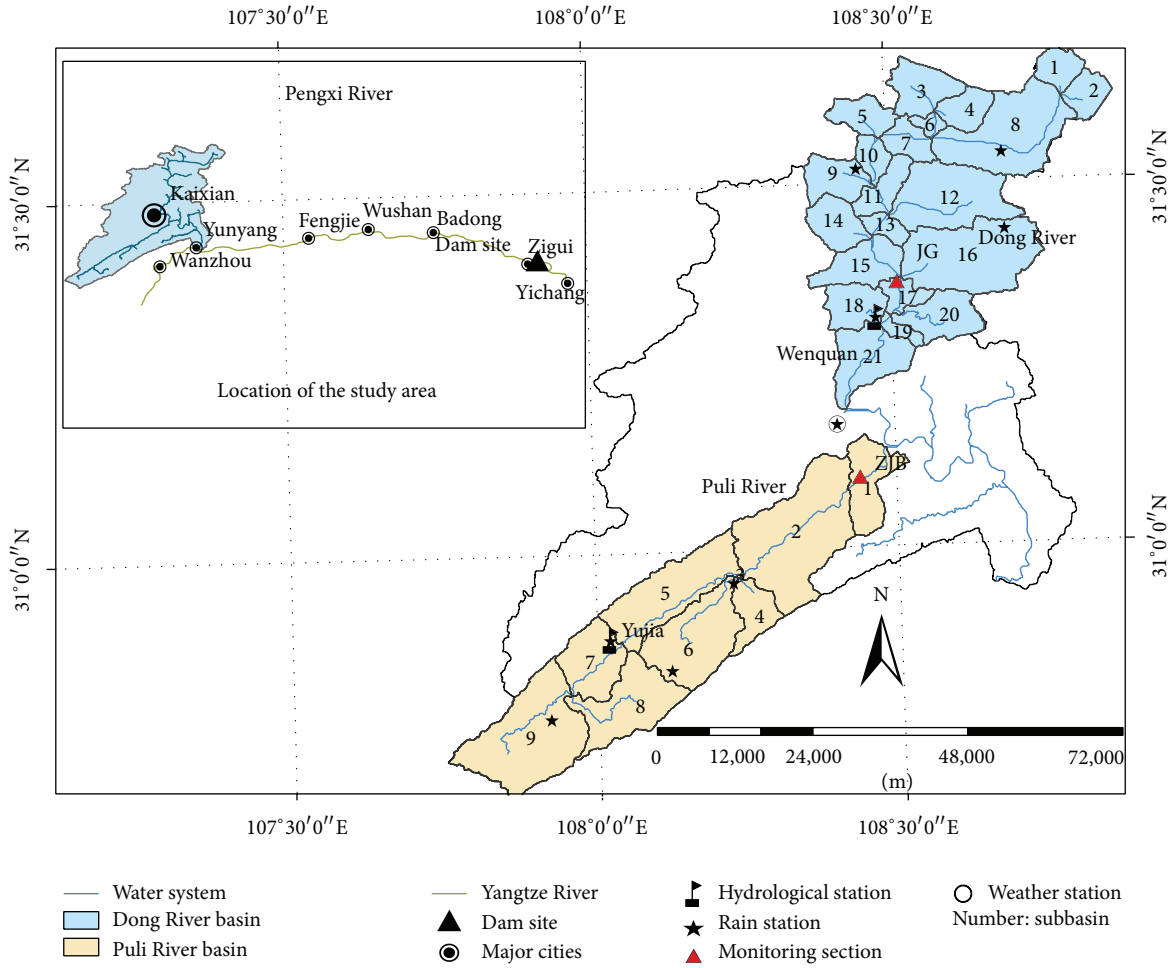 107°30′0″E
108°0′0″E
108°30′0″E
Pengxi River
Kaixian
Yunyang
Wanzhou
Fengjie
Wushan
Badong
Dam site
Zigui
Yichang
Location of the study area
31°30′0″N
31°30′0″N
1
2
3
4
5
6
7
8
9
10
11
12
13
14
15
16
Dong River
JG
17
18
19
20
21
Wenquan
ZJB
Puli River
1
2
3
4
5
6
7
8
9
Yujia
31°0′0″N
31°0′0″N
N
0
12,000
24,000
48,000
72,000
(m)
107°30′0″E
108°0′0″E
108°30′0″E
Water system
Dong River basin
Puli River basin
Yangtze River
Dam site
Major cities
Hydrological station
Rain station
Monitoring section
Weather station
Number: subbasin